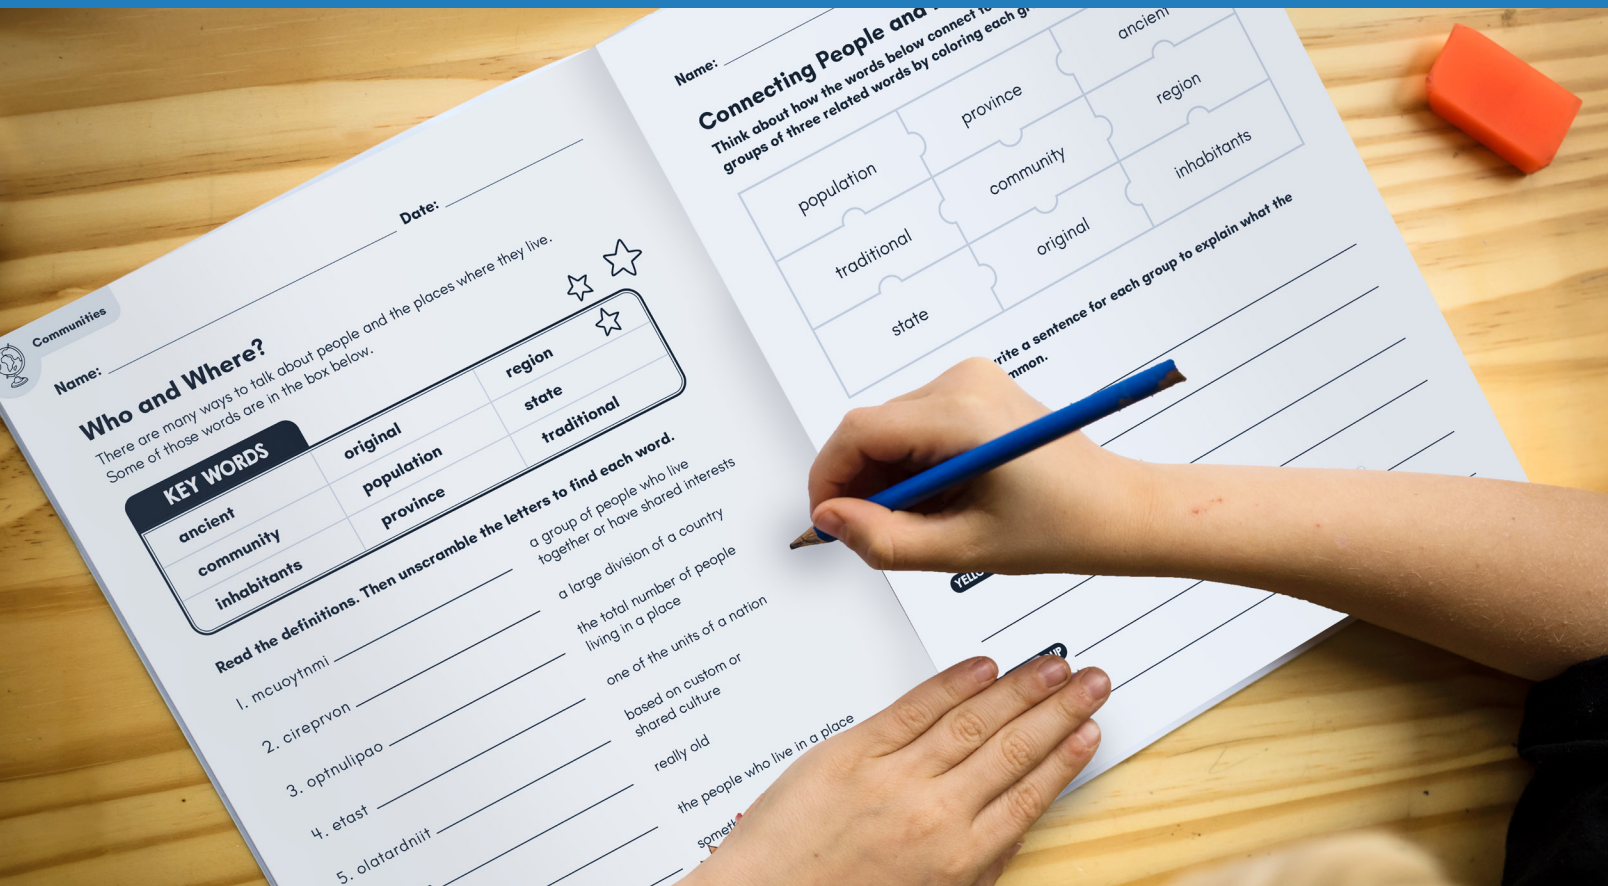 Communities
Name:
Date:
Who and Where?
There are many ways to talk about people and the places where they live.
Some of those words are in the box below.
KEY WORDS
ancient
community
inhabitants
original
population
province
region
state
traditional
Read the definitions. Then unscramble the letters to find each word.
1. mcuoytnmi
a group of people who live
together or have shared interests
2. cireprvon
a large division of a country
3. optnulipao
the total number of people
living in a place
4. etast
one of the units of a nation
5. olatardniit
based on custom or
shared culture
really old
the people who live in a place
Name:
Connecting People and
Think about how the words below connect
groups of three related words by coloring each
population
province
ancient
traditional
community
region
state
original
inhabitants
a sentence for each group to explain what the